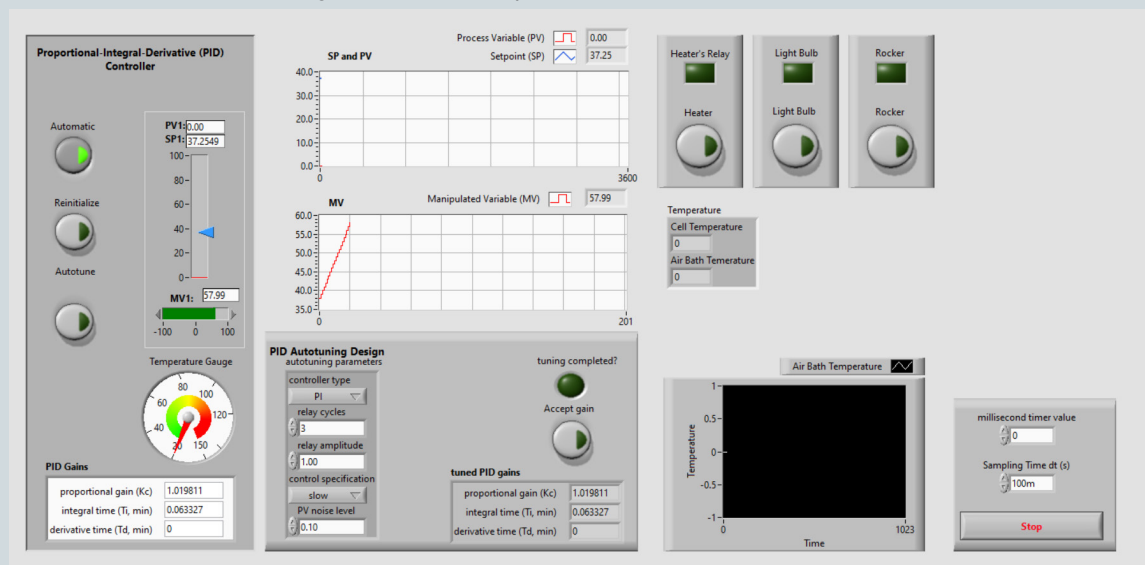 Proportional-Integral-Derivative (PID)
Controller
Automatic
PV1: 0.00
SP1: 37.2549
100
80
60
40
20
0
Reinitialize
Autotune
MV1: 57.99
-100 0 100
Temperature Gauge
20 40 60 80 100 120 150
PID Gains
proportional gain (Kc) 1.019811
integral time (Ti, min) 0.063327
derivative time (Td, min) 0
Process Variable (PV) 0.00
SP and PV Setpoint (SP) 37.25
40.0
30.0
20.0
10.0
0.0
0 3600
MV Manipulated Variable (MV) 57.99
60.0
55.0
50.0
45.0
40.0
35.0
0 201
PID Autotuning Design
autotuning parameters
controller type
PI
relay cycles
3
relay amplitude
1.00
control specification
slow
PV noise level
0.10
tuning completed?
Accept gain
tuned PID gains
proportional gain (Kc) 1.019811
integral time (Ti, min) 0.063327
derivative time (Td, min) 0
Heater's Relay Light Bulb Rocker
Heater Light Bulb Rocker
Temperature
Cell Temperature
0
Air Bath Temerature
0
Air Bath Temperature
Temperature
1
0.5
0
-0.5
-1
0 1023
Time
millisecond timer value
0
Sampling Time dt (s)
100m
Stop